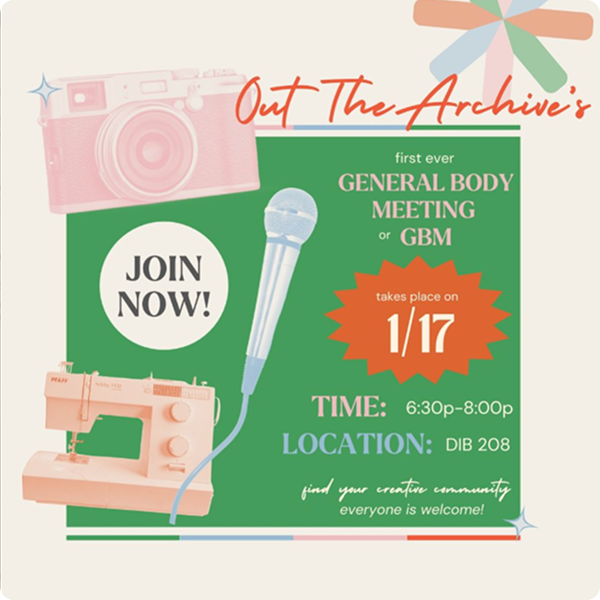 Out The Archive's
first ever
GENERAL BODY
MEETING
or GBM
JOIN
NOW!
takes place on
1/17
PFAFF
TIME: 6:30p-8:00p
LOCATION: DIB 208
find your creative community
everyone is welcome!